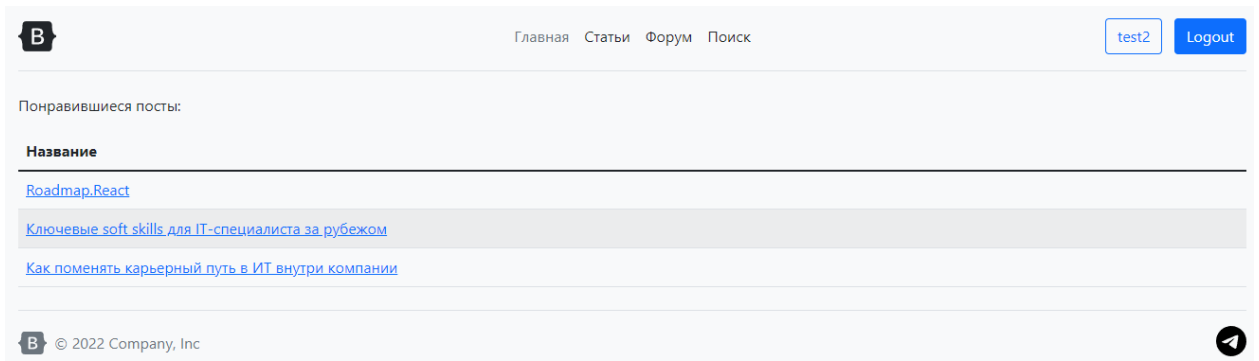 B Главная Статьи Форум Поиск test2 Logout
Понравившиеся посты:
Название
Roadmap.React
Ключевые soft skills для IT-специалиста за рубежом
Как поменять карьерный путь в ИТ внутри компании
B © 2022 Company, Inc